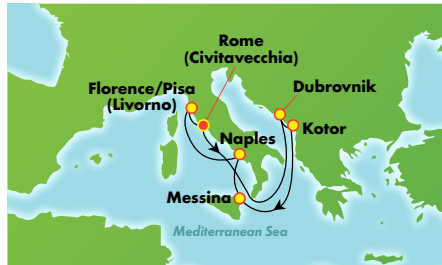 Rome
(Civitavecchia)
Florence/Pisa
(Livorno)
Dubrovnik
Kotor
Naples
Messina
Mediterranean Sea